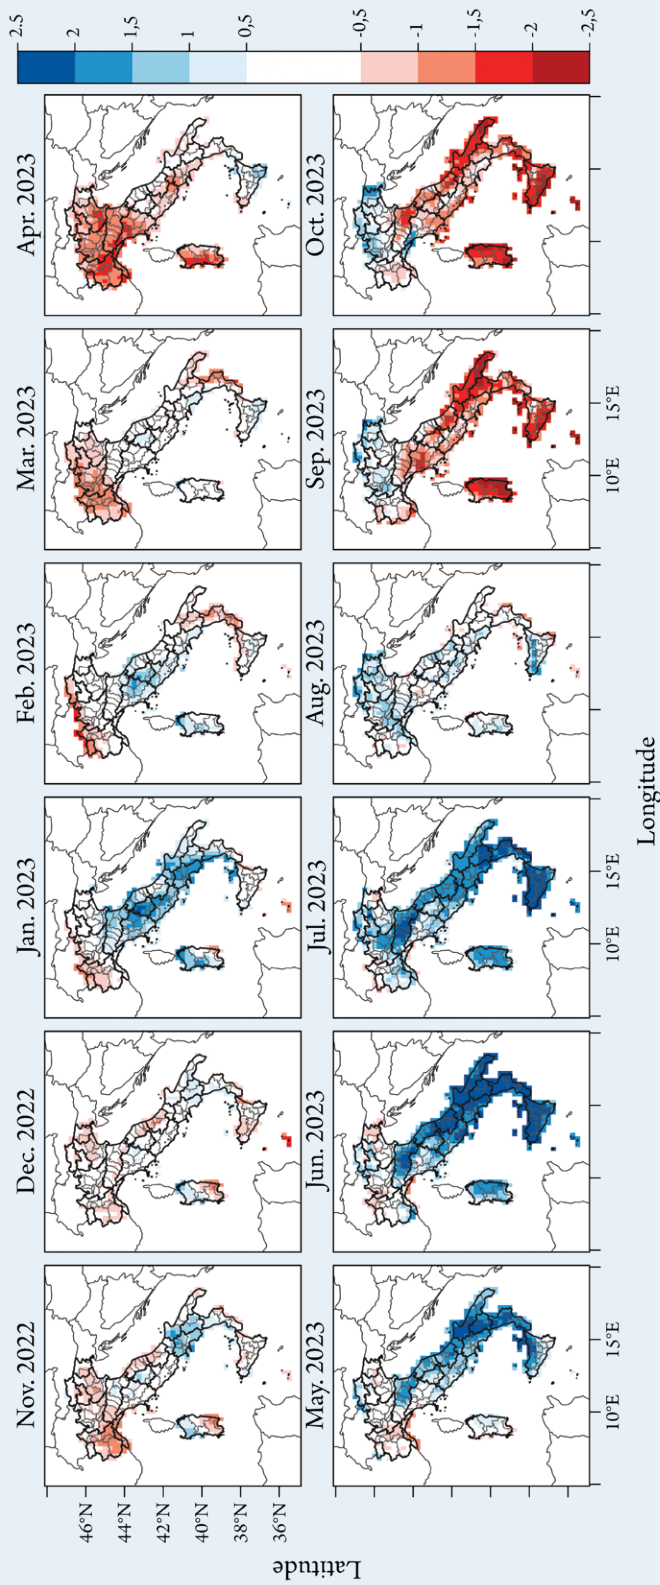 Nov. 2022
Dec. 2022
Jan. 2023
Feb. 2023
Mar. 2023
Apr. 2023
May. 2023
Jun. 2023
Jul. 2023
Aug. 2023
Sep. 2023
Oct. 2023
46°N
44°N
42°N
40°N
38°N
36°N
Latitude
10°E
15°E
10°E
15°E
10°E
15°E
Longitude
2.5
2
1,5
1
0,5
-0,5
-1
-1,5
-2
-2,5